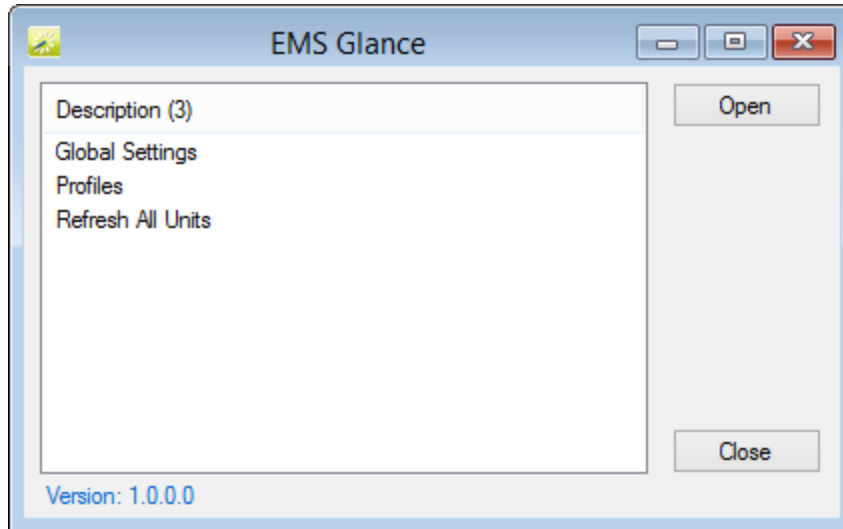 EMS Glance
Description (3)
Open
Global Settings
Profiles
Refresh All Units
Close
Version: 1.0.0.0